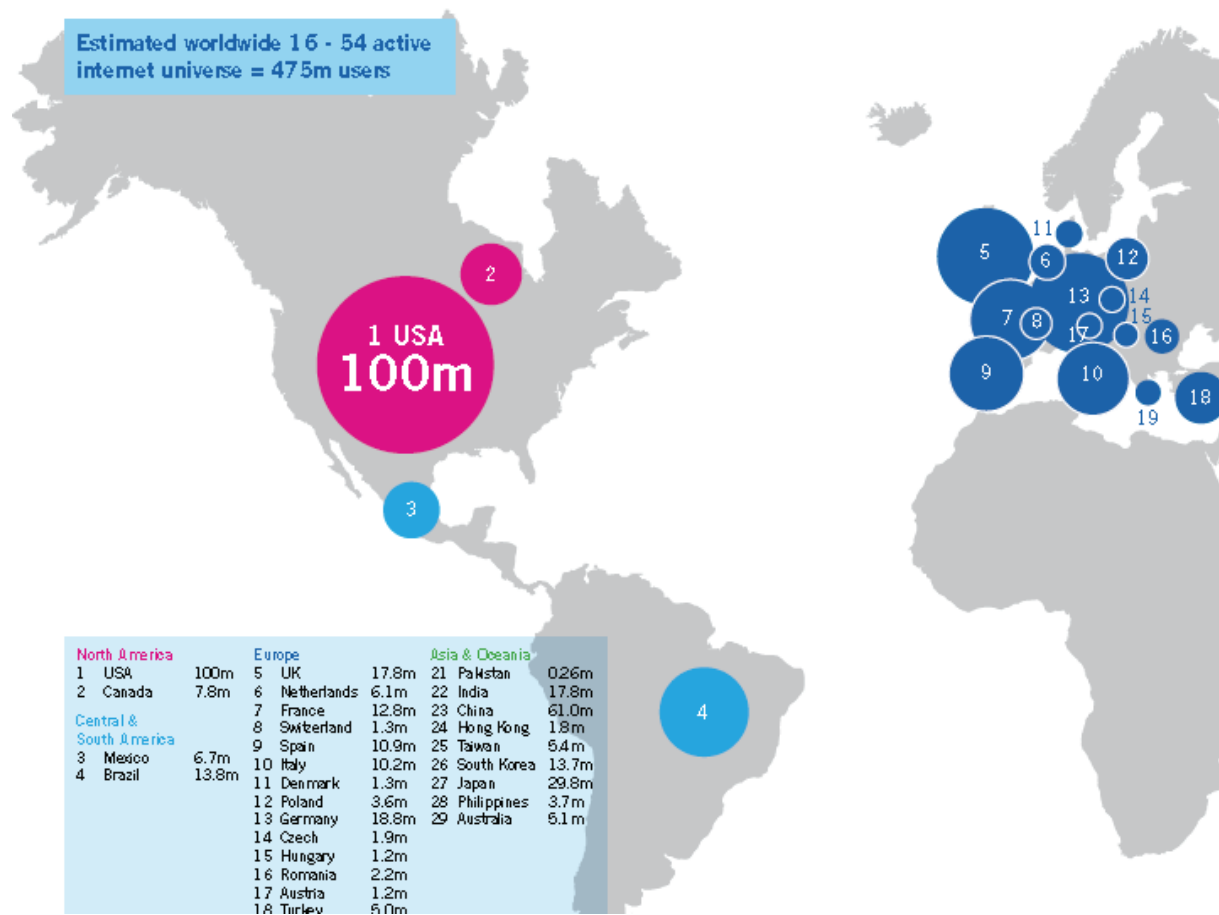 Estimated worldwide 16 - 54 active
internet universe = 475m users
11
5
6
12
2
13
14
7
8
15
17
16
1 USA
100m
9
10
18
19
3
4
North America
1 USA 100m
2 Canada 7.8m
Central &
South America
3 Mexico 6.7m
4 Brazil 13.8m
Europe
5 UK 17.8m
6 Netherlands 6.1m
7 France 12.8m
8 Switzerland 1.3m
9 Spain 10.9m
10 Italy 10.2m
11 Denmark 1.3m
12 Poland 3.6m
13 Germany 18.8m
14 Czech 1.9m
15 Hungary 1.2m
16 Romania 2.2m
17 Austria 1.2m
18 Turkey 5.0m
Asia & Oceania
21 Pakistan 0.26m
22 India 17.8m
23 China 61.0m
24 Hong Kong 1.8m
25 Taiwan 5.4m
26 South Korea 13.7m
27 Japan 29.8m
28 Philippines 3.7m
29 Australia 5.1m